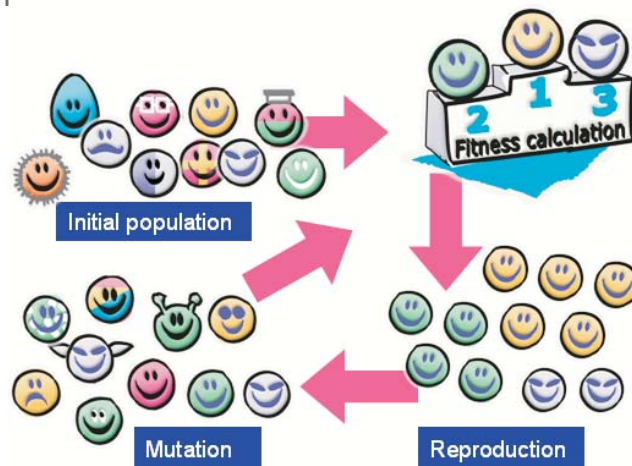 2 1 3
Fitness calculation
Initial population
Mutation
Reproduction